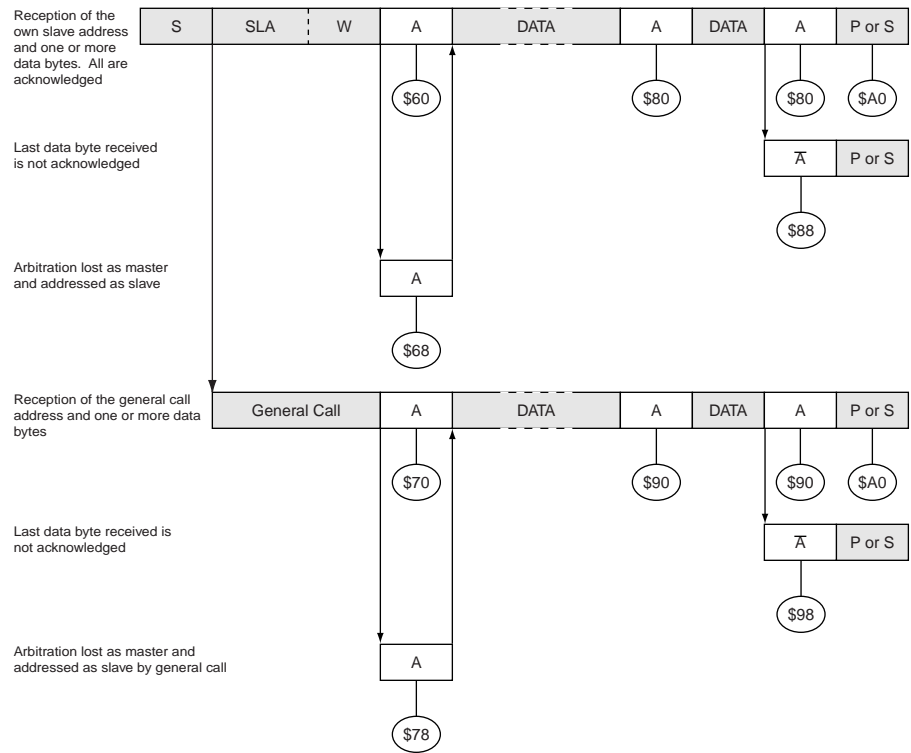 Reception of the
own slave address
and one or more
data bytes. All are
acknowledged
S SLA W A DATA A DATA A P or S
$60 $80 $80 $A0
Last data byte received
is not acknowledged
A̅ P or S
$88
Arbitration lost as master
and addressed as slave
A
$68
Reception of the general call
address and one or more data
bytes
General Call A DATA A DATA A P or S
$70 $90 $90 $A0
Last data byte received is
not acknowledged
A̅ P or S
$98
Arbitration lost as master and
addressed as slave by general call
A
$78